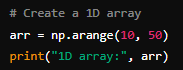 # Create a 1D array
arr = np.arange(10, 50)
print("1D array:", arr)